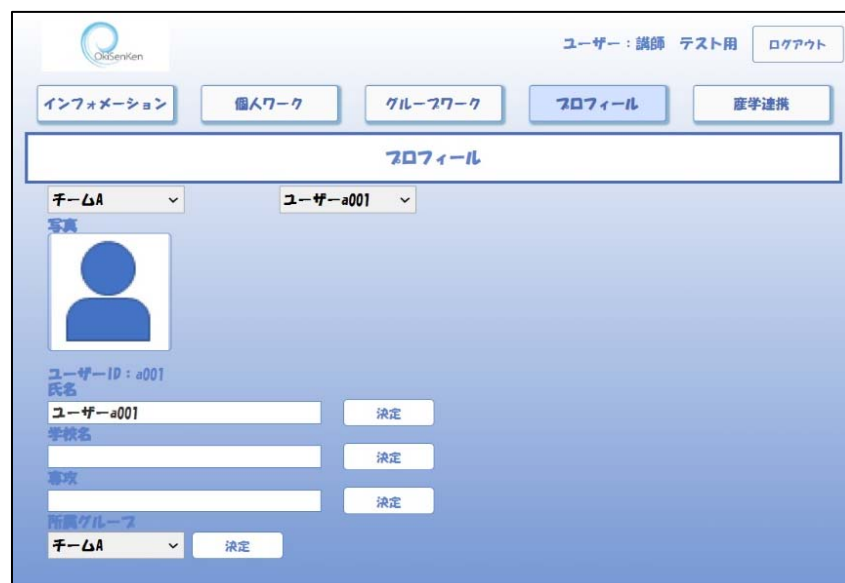 OkiSenKen
ユーザー：講師　テスト用
ログアウト
インフォメーション
個人ワーク
グループワーク
プロフィール
産学連携
プロフィール
チームA
ユーザーa001
写真
ユーザーID：a001
氏名
ユーザーa001
決定
学校名
決定
専攻
決定
所属グループ
チームA
決定